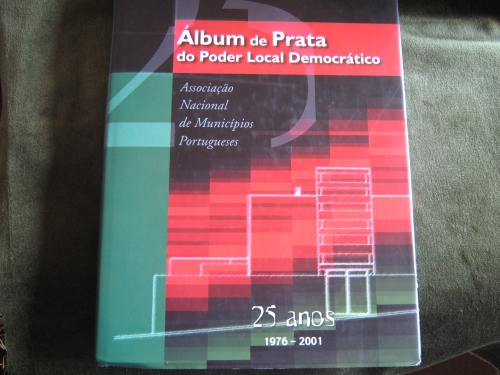 Álbum de Prata
do Poder Local Democrático
Associação
Nacional
de Municípios
Portugueses
25 anos
1976 - 2001